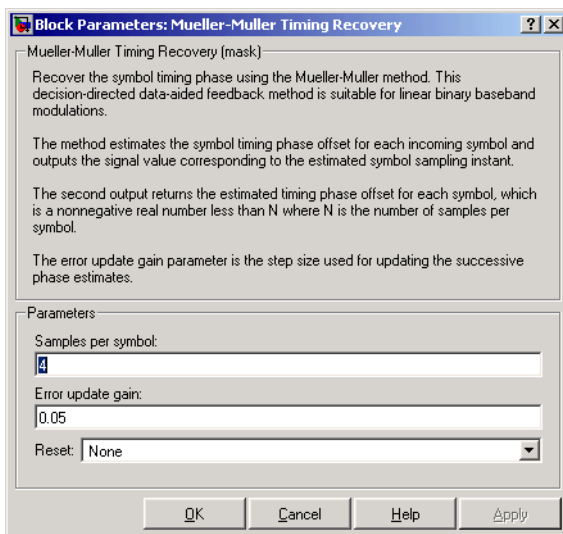 Block Parameters: Mueller-Muller Timing Recovery
Mueller-Muller Timing Recovery (mask)
Recover the symbol timing phase using the Mueller-Muller method. This
decision-directed data-aided feedback method is suitable for linear binary baseband
modulations.
The method estimates the symbol timing phase offset for each incoming symbol and
outputs the signal value corresponding to the estimated symbol sampling instant.
The second output returns the estimated timing phase offset for each symbol, which
is a nonnegative real number less than N where N is the number of samples per
symbol.
The error update gain parameter is the step size used for updating the successive
phase estimates.
Parameters
Samples per symbol:
4
Error update gain:
0.05
Reset: None
OK Cancel Help Apply